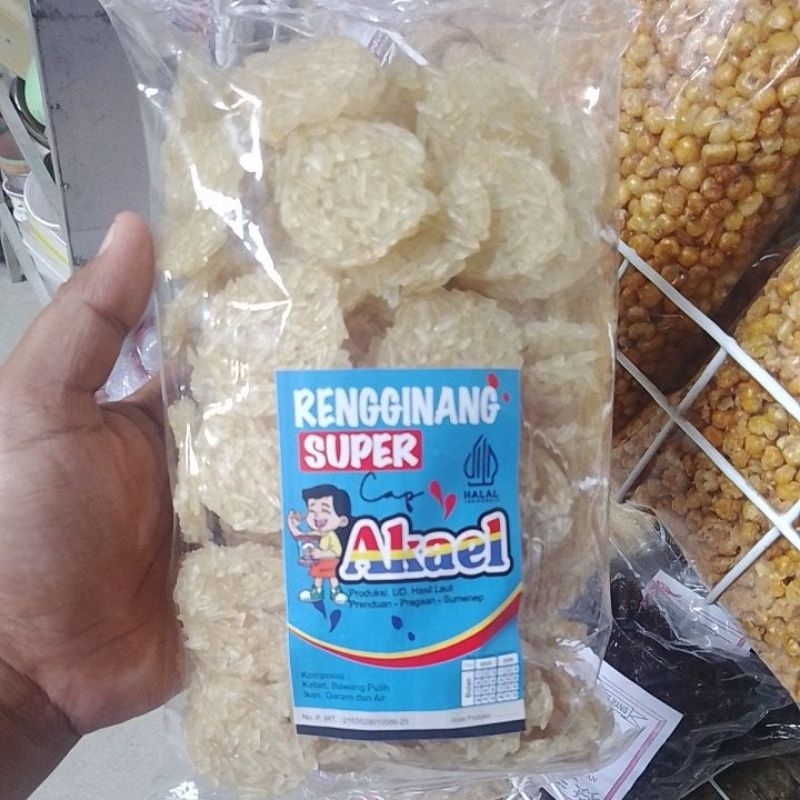 RENGGINANG
SUPER
HALAL
INDONESIA
Cap
Akael
Produksi. UD. Hasil Laut
Prenduan - Pragaan - Sumenep
Komposisi :
Ketan, Bawang Putih
Ikan, Garam dan Air